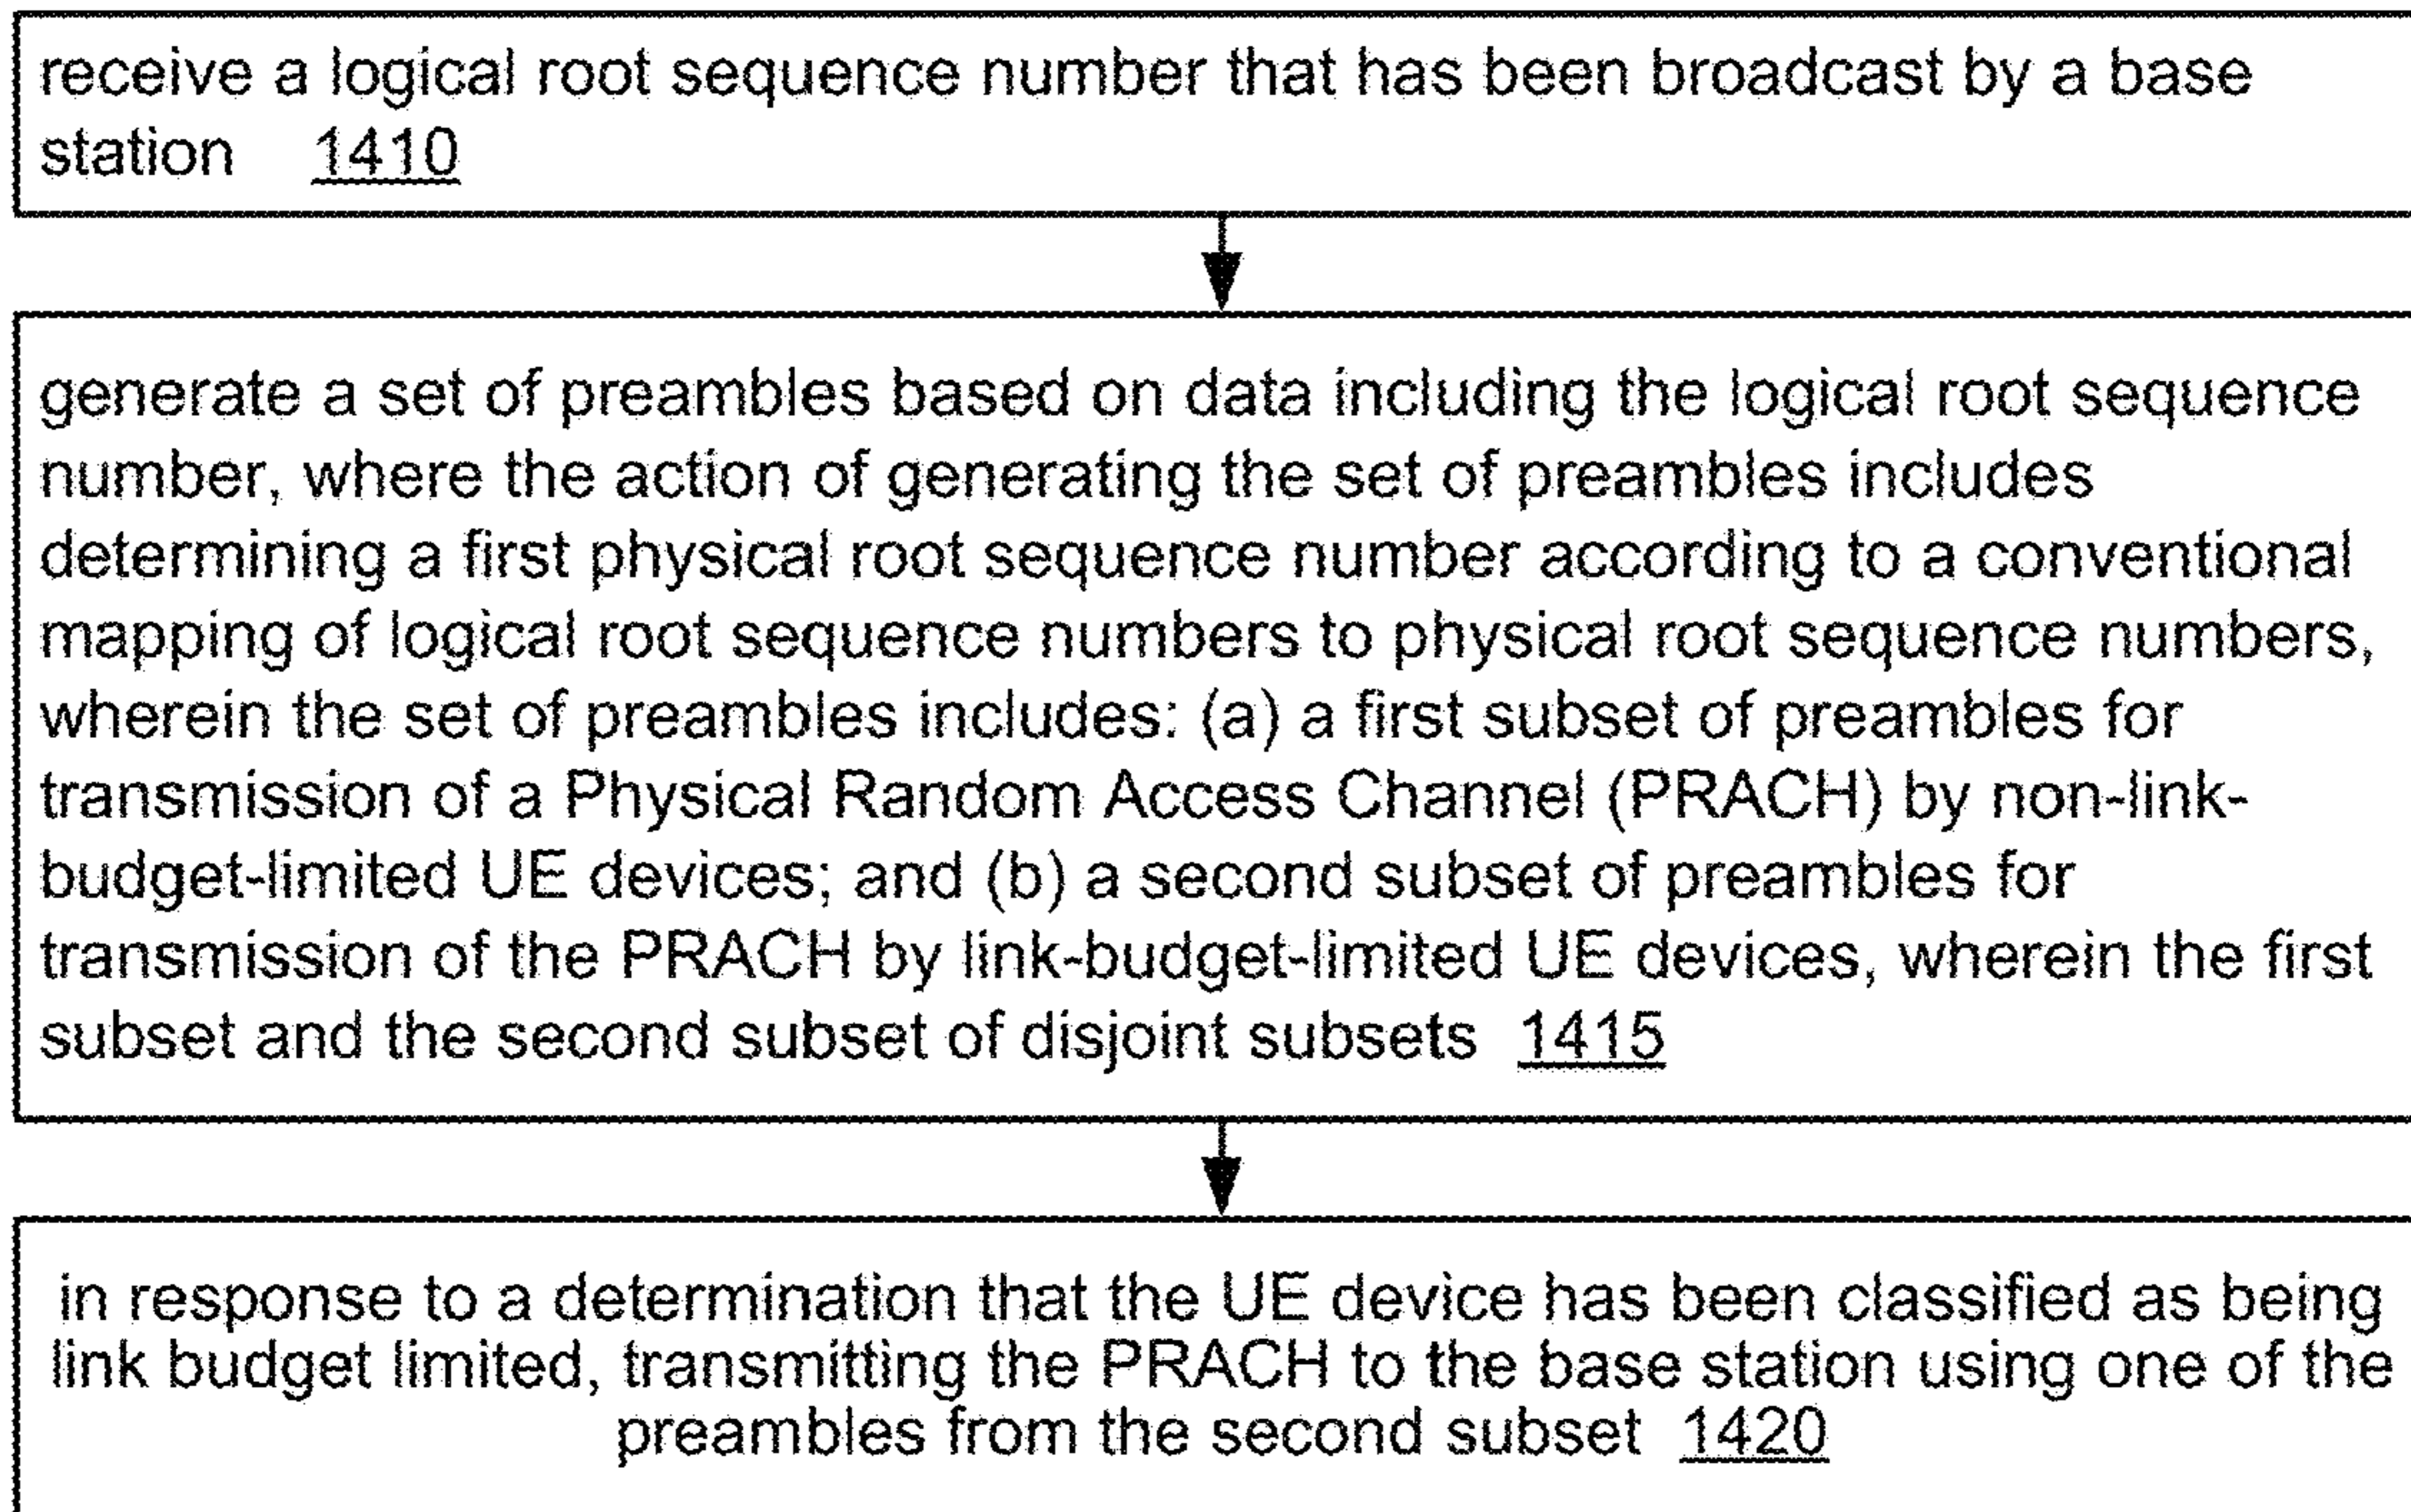 receive a logical root sequence number that has been broadcast by a base
station 1410
generate a set of preambles based on data including the logical root sequence
number, where the action of generating the set of preambles includes
determining a first physical root sequence number according to a conventional
mapping of logical root sequence numbers to physical root sequence numbers,
wherein the set of preambles includes: (a) a first subset of preambles for
transmission of a Physical Random Access Channel (PRACH) by non-link-
budget-limited UE devices; and (b) a second subset of preambles for
transmission of the PRACH by link-budget-limited UE devices, wherein the first
subset and the second subset of disjoint subsets 1415
in response to a determination that the UE device has been classified as being
link budget limited, transmitting the PRACH to the base station using one of the
preambles from the second subset 1420